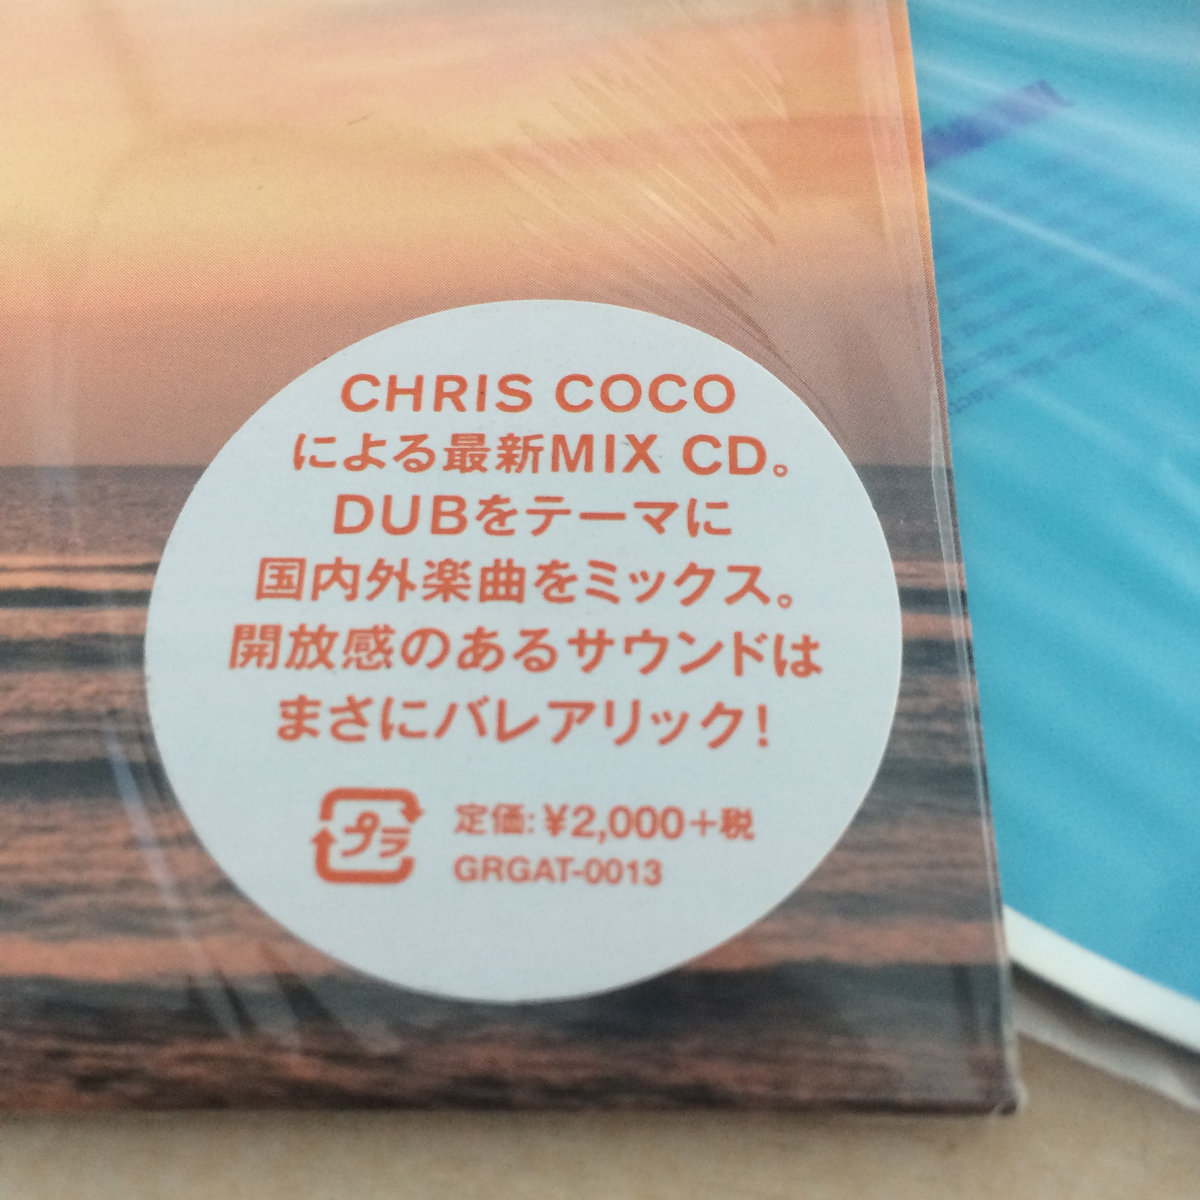 CHRIS COCO
による最新MIX CD。
DUBをテーマに
国内外楽曲をミックス。
開放感のあるサウンドは
まさにバレアリック!
プラ
定価:¥2,000+税
GRGAT-0013